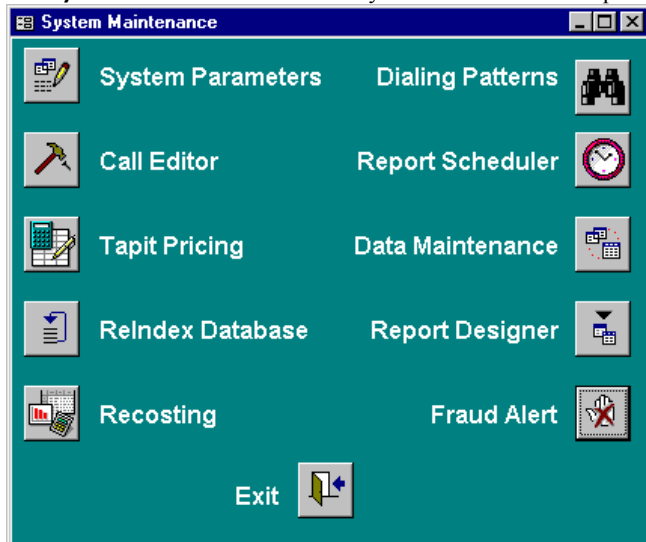 System Maintenance
System Parameters Dialing Patterns
Call Editor Report Scheduler
Tapit Pricing Data Maintenance
ReIndex Database Report Designer
Recosting Fraud Alert
Exit